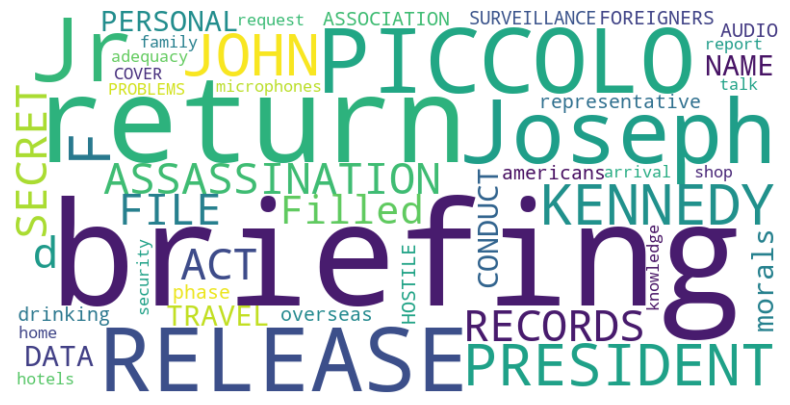 PERSONAL request ASSOCIATION SURVEILLANCE FOREIGNERS
Jr family JOHN PICCOLO AUDIO
adequacy report
COVER NAME
PROBLEMS microphones talk
SECRET return representative
F Joseph
ASSASSINATION americans arrival shop
FILE Filled CONDUCT KENNEDY
d briefing
security ACT HOSTILE knowledge morals
phase
drinking TRAVEL overseas RECORDS
home RELEASE
DATA PRESIDENT
hotels